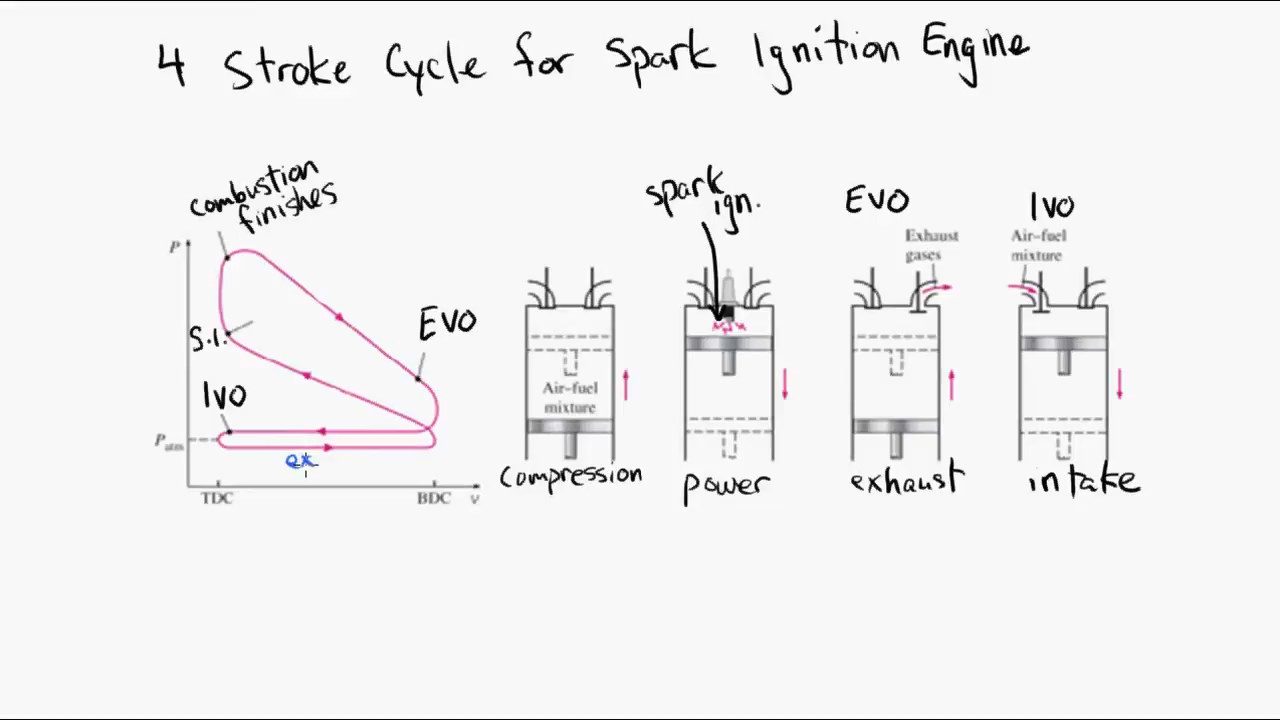 4 Stroke Cycle for Spark Ignition Engine
combustion
finishes
P
S.I.
EVO
IVO
Patm
ex
TDC
BDC
v
Air–fuel
mixture
compression
spark
ign.
power
EVO
Exhaust
gases
exhaust
IVO
Air–fuel
mixture
intake